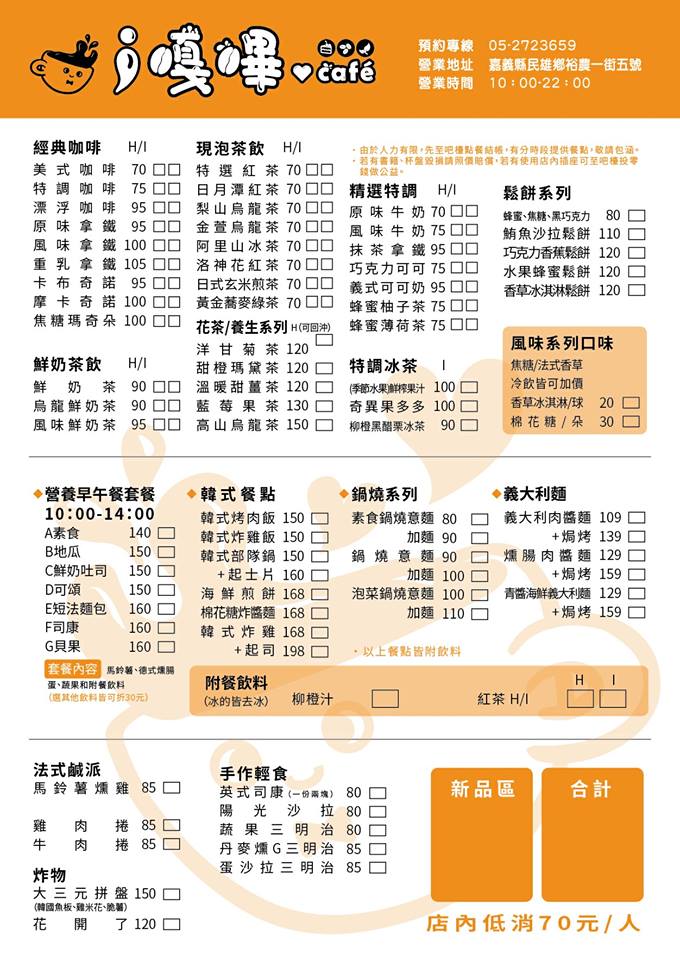 i嘎嗶♥café
預約專線 05-2723659
營業地址 嘉義縣民雄鄉裕農一街五號
營業時間 10：00-22：00
經典咖啡 H/I
美式咖啡 70
特調咖啡 75
漂浮咖啡 95
原味拿鐵 95
風味拿鐵 100
重乳拿鐵 105
卡布奇諾 95
摩卡奇諾 100
焦糖瑪奇朵 100
鮮奶茶飲 H/I
鮮奶茶 90
烏龍鮮奶茶 90
風味鮮奶茶 95
現泡茶飲 H/I
特選紅茶 70
日月潭紅茶 70
梨山烏龍茶 70
金萱烏龍茶 70
阿里山冰茶 70
洛神花紅茶 70
日式玄米煎茶 70
黃金蕎麥綠茶 70
花茶/養生系列 H(可回沖)
洋甘菊茶 120
甜橙瑪黛茶 120
溫暖甜薑茶 120
藍莓果茶 130
高山烏龍茶 150
・由於人力有限，先至吧檯點餐結帳，有分時段提供餐點，敬請包涵。
・若有書籍、杯盤毀損請照價賠償，若有使用店內插座可至吧檯投零
錢做公益。
精選特調 H/I
原味牛奶 70
風味牛奶 75
抹茶拿鐵 95
巧克力可可 75
義式可可奶 95
蜂蜜柚子茶 75
蜂蜜薄荷茶 75
特調冰茶 I
(季節水果)鮮榨果汁 100
奇異果多多 100
柳橙黑醋栗冰茶 90
鬆餅系列
蜂蜜、焦糖、黑巧克力 80
鮪魚沙拉鬆餅 110
巧克力香蕉鬆餅 120
水果蜂蜜鬆餅 120
香草冰淇淋鬆餅 120
風味系列口味
焦糖/法式香草
冷飲皆可加價
香草冰淇淋/球 20
棉花糖/朵 30
◆營養早午餐套餐
10:00-14:00
A素食 140
B地瓜 150
C鮮奶吐司 150
D可頌 150
E短法麵包 160
F司康 160
G貝果 160
套餐內容 馬鈴薯、德式燻腸
蛋、蔬果和附餐飲料
(選其他飲料皆可折30元)
◆韓式餐點
韓式烤肉飯 150
韓式炸雞飯 150
韓式部隊鍋 150
+起士片 160
海鮮煎餅 168
棉花糖炸醬麵 168
韓式炸雞 168
+起司 198
◆鍋燒系列
素食鍋燒意麵 80
加麵 90
鍋燒意麵 90
加麵 100
泡菜鍋燒意麵 100
加麵 110
・以上餐點皆附飲料
◆義大利麵
義大利肉醬麵 109
+焗烤 139
燻腸肉醬麵 129
+焗烤 159
青醬海鮮義大利麵 129
+焗烤 159
附餐飲料
(冰的皆去冰)
柳橙汁
紅茶 H/I
H I
法式鹹派
馬鈴薯燻雞 85
雞肉捲 85
牛肉捲 85
炸物
大三元拼盤 150
(韓國魚板、雞米花、脆薯)
花開了 120
手作輕食
英式司康(一份兩塊) 80
陽光沙拉 80
蔬果三明治 80
丹麥燻G三明治 85
蛋沙拉三明治 85
新品區
合計
店內低消70元/人